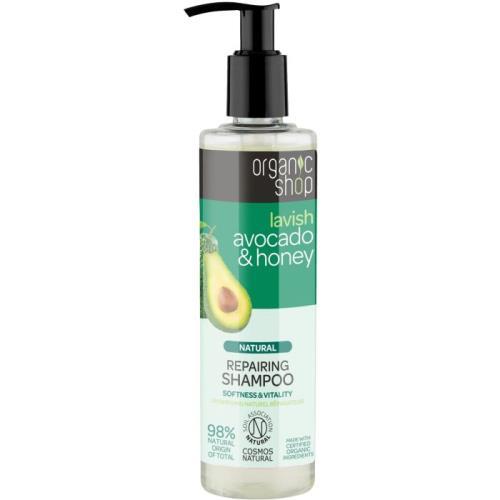 organic
shop
lavish
avocado
& honey
NATURAL
REPAIRING
SHAMPOO
SOFTNESS & VITALITY
98%
NATURAL
ORIGIN
OF TOTAL
SOIL ASSOCIATION
NATURAL
COSMOS
NATURAL
MADE WITH
CERTIFIED
ORGANIC
INGREDIENTS